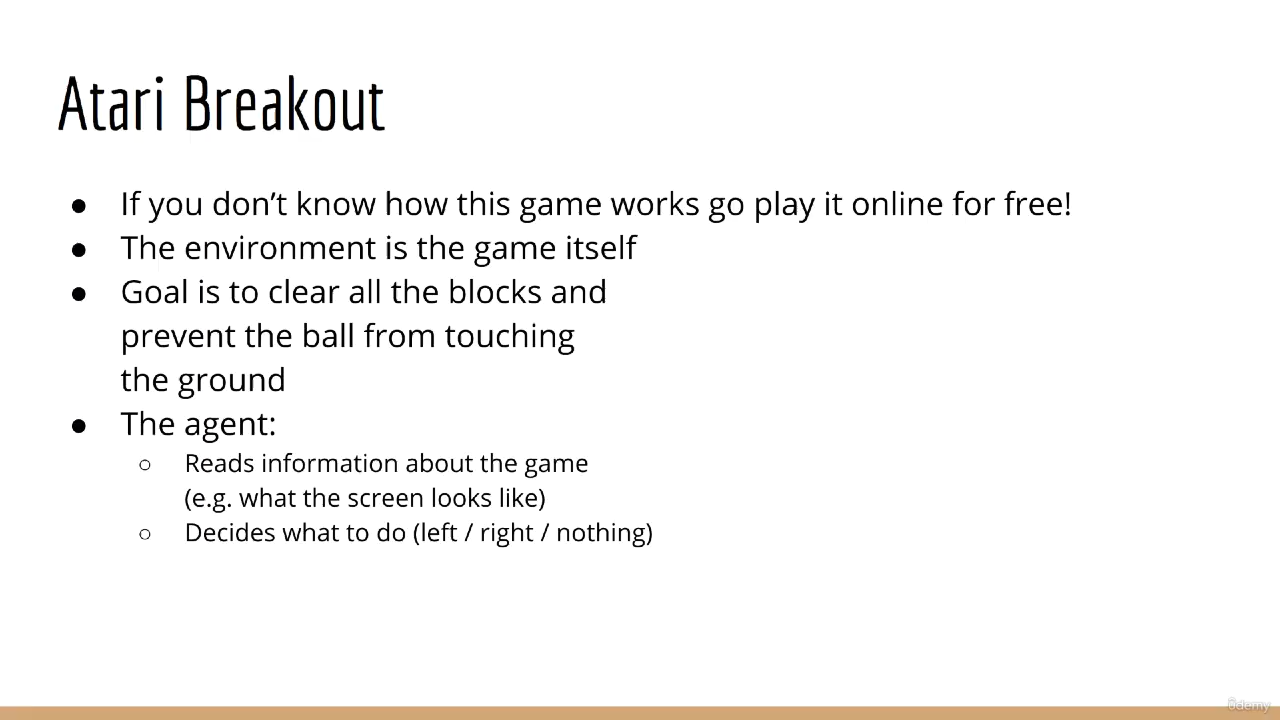 Atari Breakout
● If you don’t know how this game works go play it online for free!
● The environment is the game itself
● Goal is to clear all the blocks and
prevent the ball from touching
the ground
● The agent:
○ Reads information about the game
(e.g. what the screen looks like)
○ Decides what to do (left / right / nothing)
ûdemy